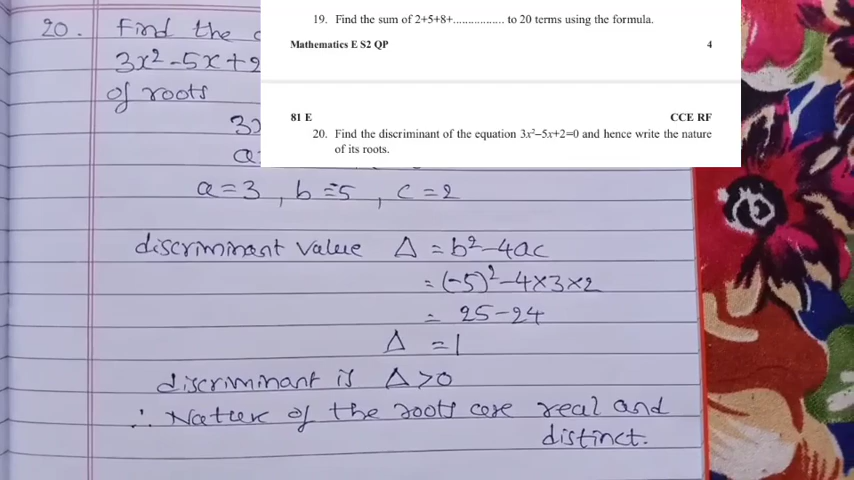 19. Find the sum of 2+5+8+................ to 20 terms using the formula.
Mathematics E S2 QP 4
81 E CCE RF
20. Find the discriminant of the equation 3x²–5x+2=0 and hence write the nature
of its roots.
20. Find the
3x² -5x+2
of roots
a=3 , b=-5 , c=2
discriminant value Δ = b²-4ac
= (-5)² -4×3×2
= 25-24
Δ =1
discriminant is Δ>0
∴ Nature of the roots are real and
distinct.